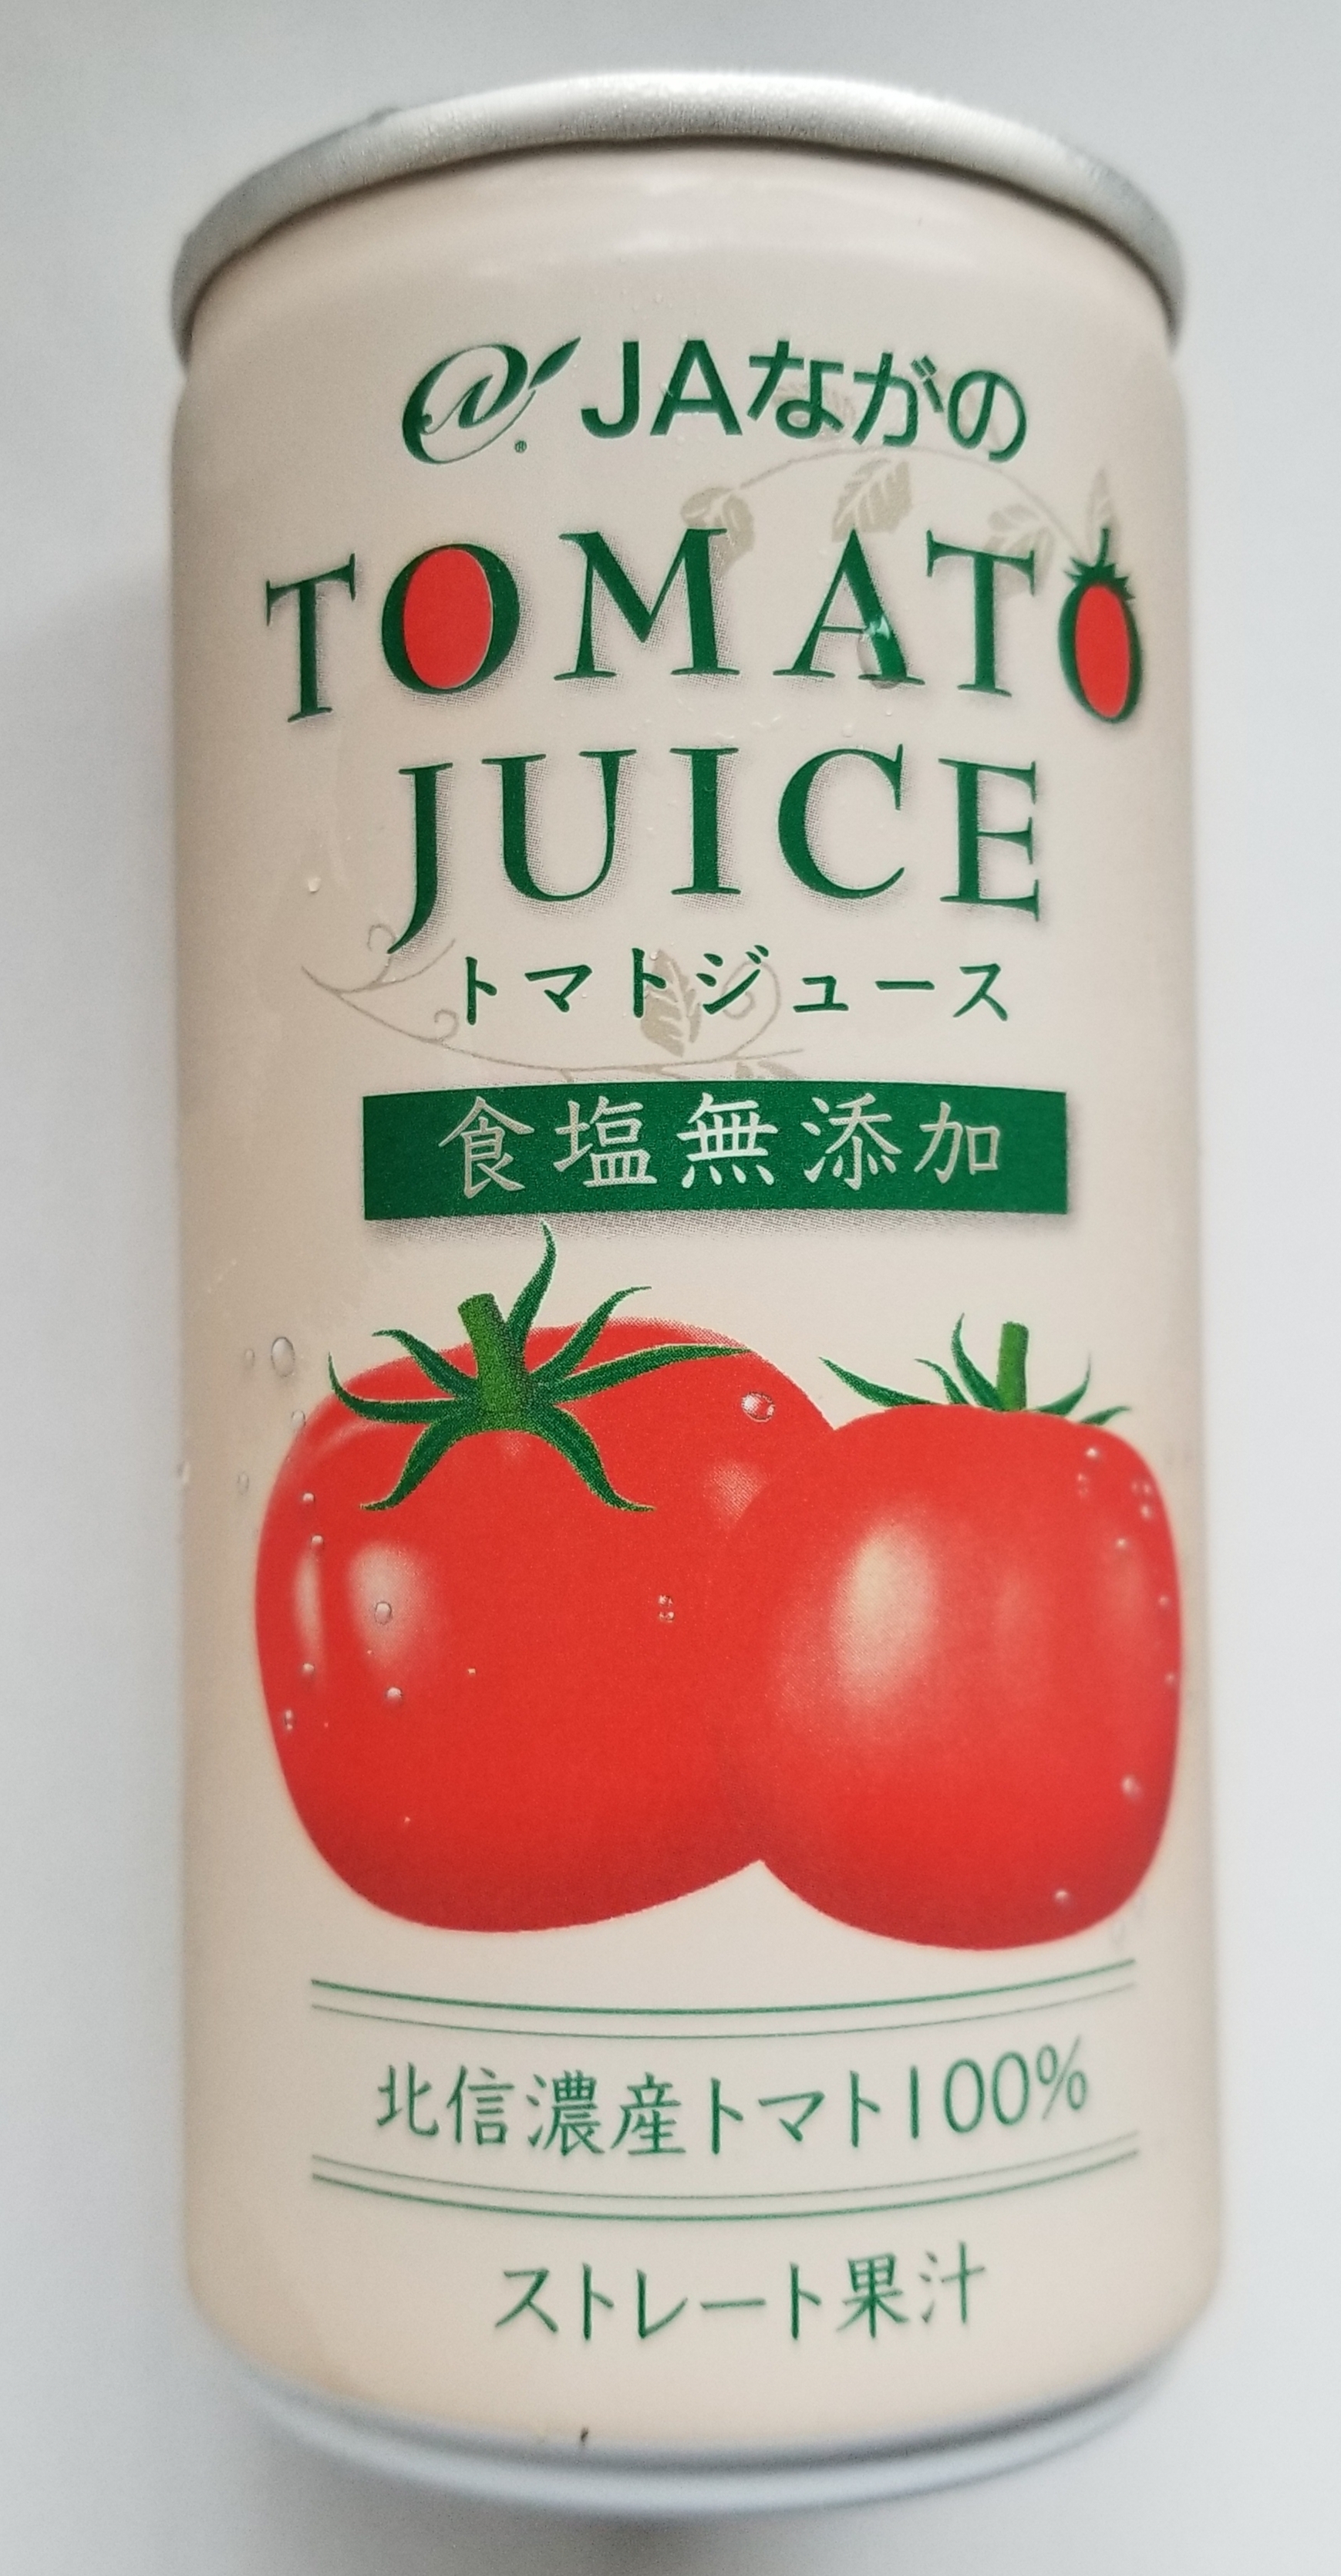 JAながの
TOMATO
JUICE
トマトジュース
食塩無添加
北信濃産トマト100%
ストレート果汁